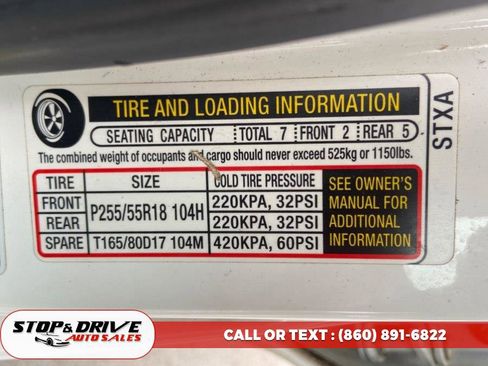 TIRE AND LOADING INFORMATION
SEATING CAPACITY TOTAL 7 FRONT 2 REAR 5
The combined weight of occupants and cargo should never exceed 525kg or 1150lbs.
TIRE SIZE COLD TIRE PRESSURE
FRONT P255/55R18 104H 220KPA, 32PSI
REAR 220KPA, 32PSI
SPARE T165/80D17 104M 420KPA, 60PSI
SEE OWNER'S
MANUAL FOR
ADDITIONAL
INFORMATION
STXA
STOP & DRIVE
AUTO SALES
CALL OR TEXT : (860) 891-6822